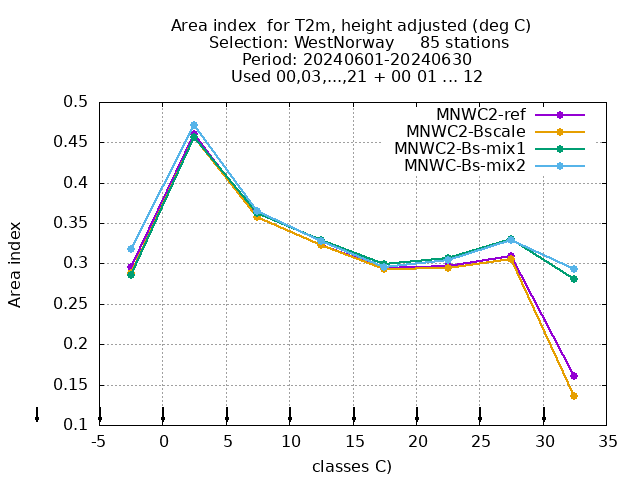 Area index  for T2m, height adjusted (deg C)
Selection: WestNorway     85 stations
Period: 20240601-20240630
Used 00,03,...,21 + 00 01 ... 12
MNWC2-ref
MNWC2-Bscale
MNWC2-Bs-mix1
MNWC-Bs-mix2
Area index
0.5
0.45
0.4
0.35
0.3
0.25
0.2
0.15
0.1
-5 0 5 10 15 20 25 30 35
classes C)